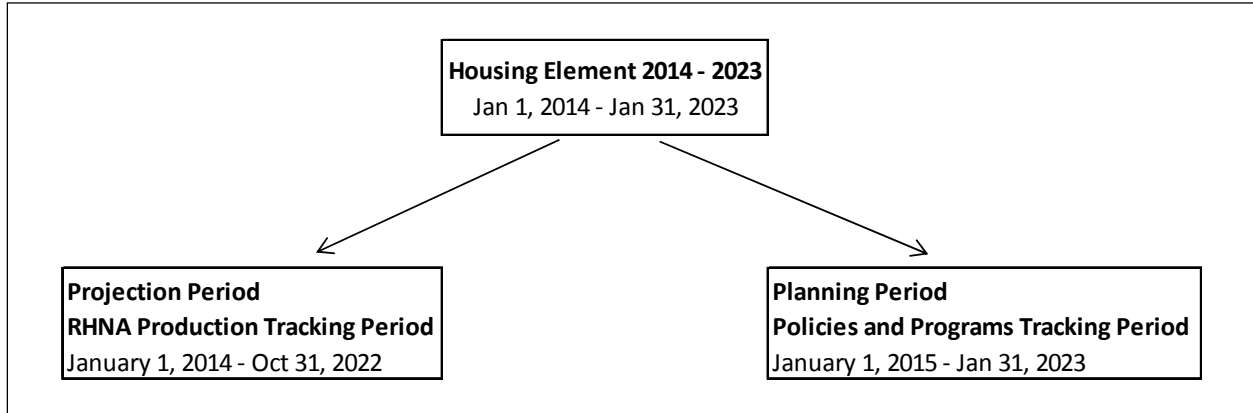 Housing Element 2014 - 2023
Jan 1, 2014 - Jan 31, 2023
Projection Period
RHNA Production Tracking Period
January 1, 2014 - Oct 31, 2022
Planning Period
Policies and Programs Tracking Period
January 1, 2015 - Jan 31, 2023